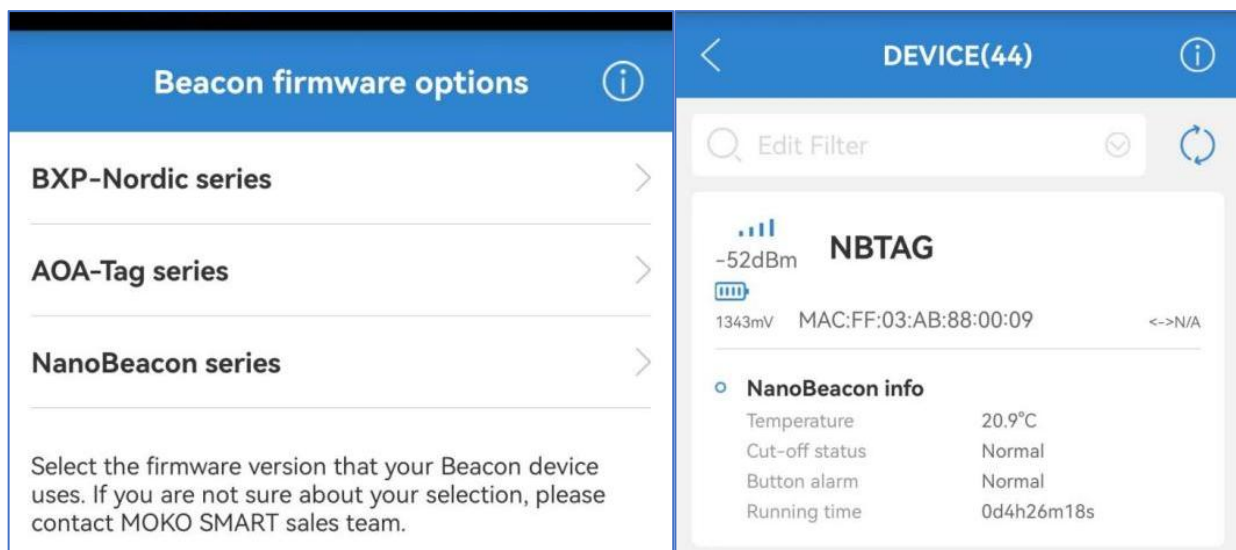 Beacon firmware options
BXP-Nordic series
AOA-Tag series
NanoBeacon series
Select the firmware version that your Beacon device
uses. If you are not sure about your selection, please
contact MOKO SMART sales team.
DEVICE(44)
Edit Filter
-52dBm
NBTAG
1343mV MAC:FF:03:AB:88:00:09 <->N/A
NanoBeacon info
Temperature 20.9°C
Cut-off status Normal
Button alarm Normal
Running time 0d4h26m18s